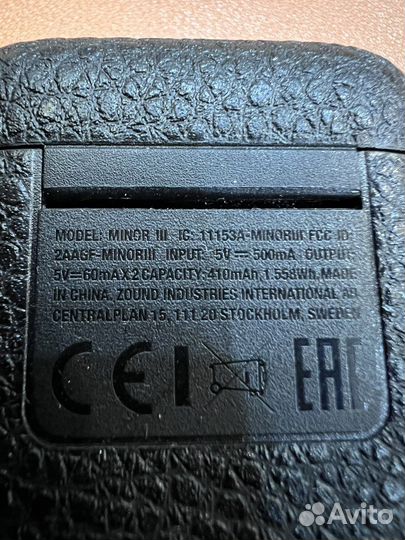 MODEL: MINOR III IC: 11153A-MINORIII FCC ID:
2AAGF-MINORIII INPUT: 5V⎓500mA OUTPUT:
5V⎓60mA X 2 CAPACITY: 410mAh, 1.558Wh, MADE
IN CHINA, ZOUND INDUSTRIES INTERNATIONAL AB
CENTRALPLAN 15, 111 20 STOCKHOLM, SWEDEN
CE EAC
Avito